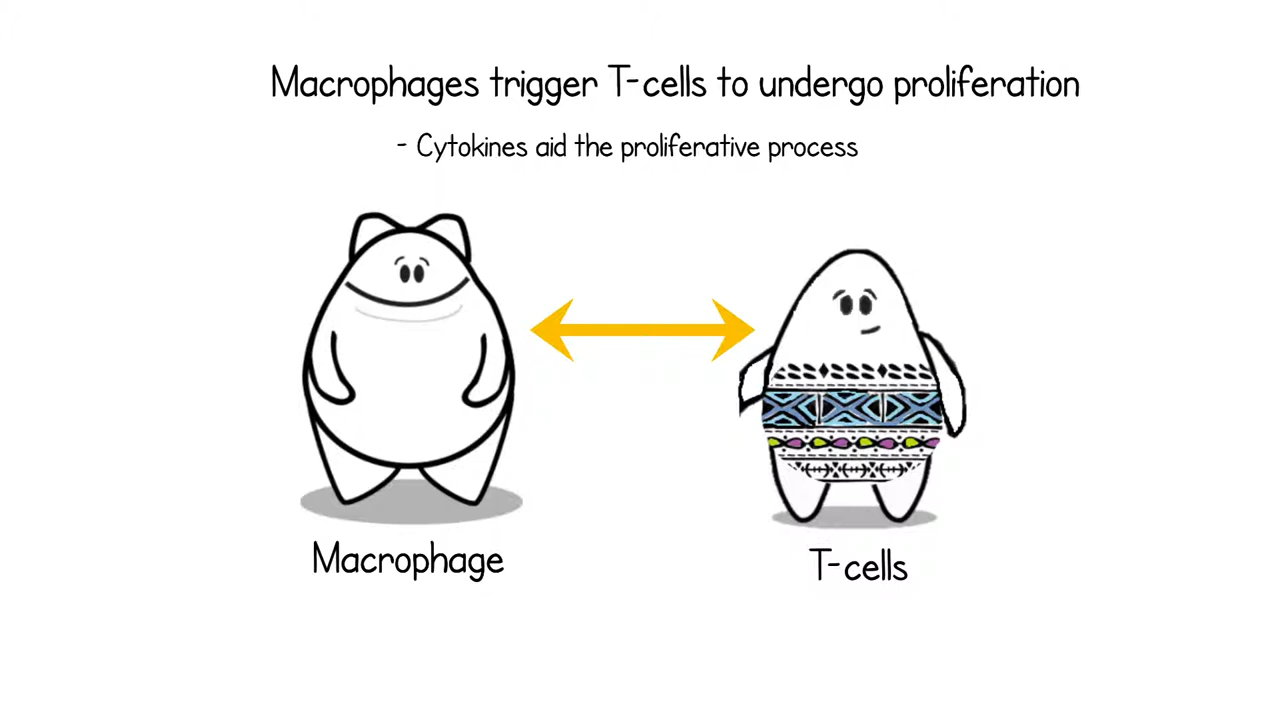 Macrophages trigger T-cells to undergo proliferation
- Cytokines aid the proliferative process
Macrophage
T-cells